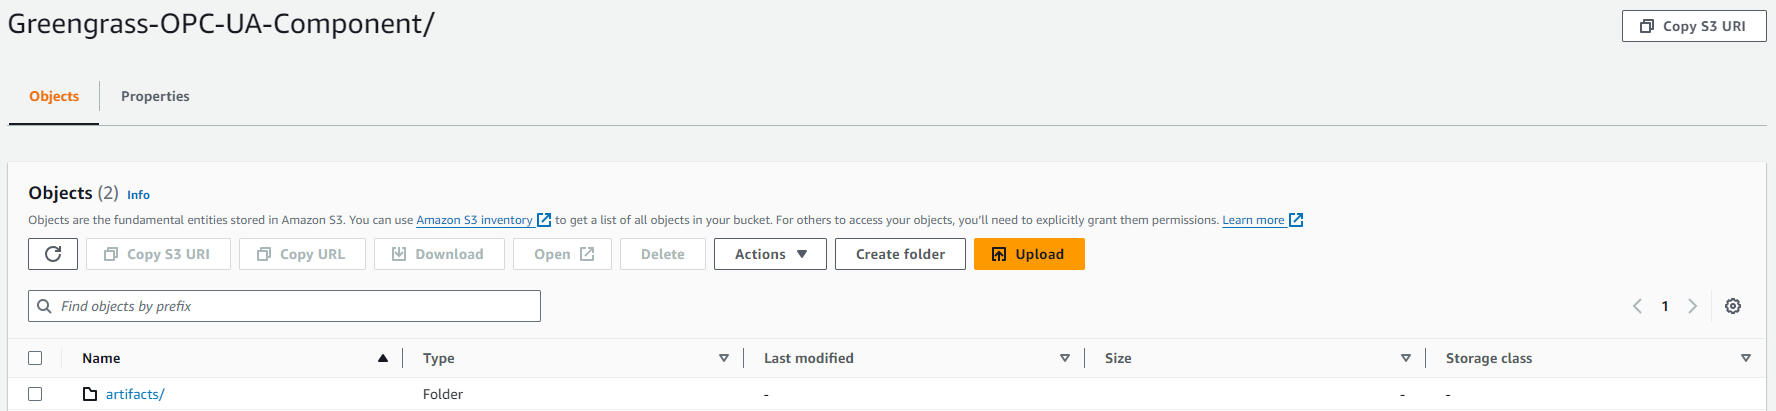 Greengrass-OPC-UA-Component/
Copy S3 URI
Objects Properties
Objects (2) Info
Objects are the fundamental entities stored in Amazon S3. You can use Amazon S3 inventory to get a list of all objects in your bucket. For others to access your objects, you'll need to explicitly grant them permissions. Learn more
Copy S3 URI Copy URL Download Open Delete Actions Create folder Upload
Find objects by prefix
1
Name Type Last modified Size Storage class
artifacts/ Folder - - -